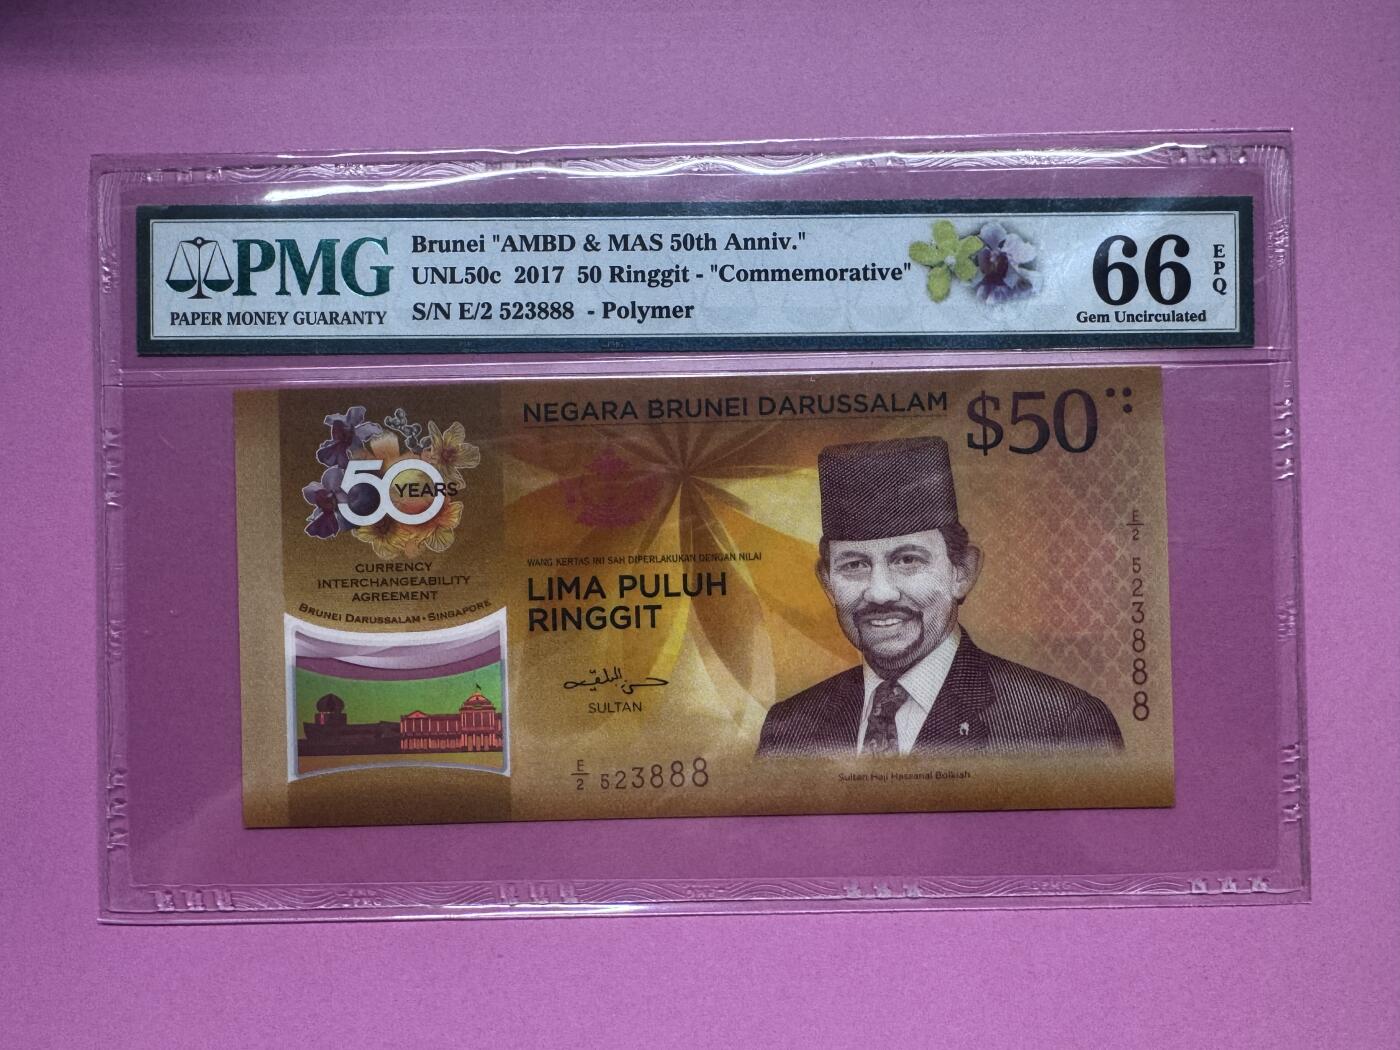 PMG
PAPER MONEY GUARANTY
Brunei "AMBD & MAS 50th Anniv."
UNL50c 2017 50 Ringgit - "Commemorative"
S/N E/2 523888 - Polymer
66
EPQ
Gem Uncirculated
50 YEARS
CURRENCY
INTERCHANGEABILITY
AGREEMENT
BRUNEI DARUSSALAM • SINGAPORE
NEGARA BRUNEI DARUSSALAM
$50
WANG KERTAS INI SAH DIPERLAKUKAN DENGAN NILAI
LIMA PULUH
RINGGIT
SULTAN
E/2 523888
E/2 523888
Sultan Haji Hassanal Bolkiah